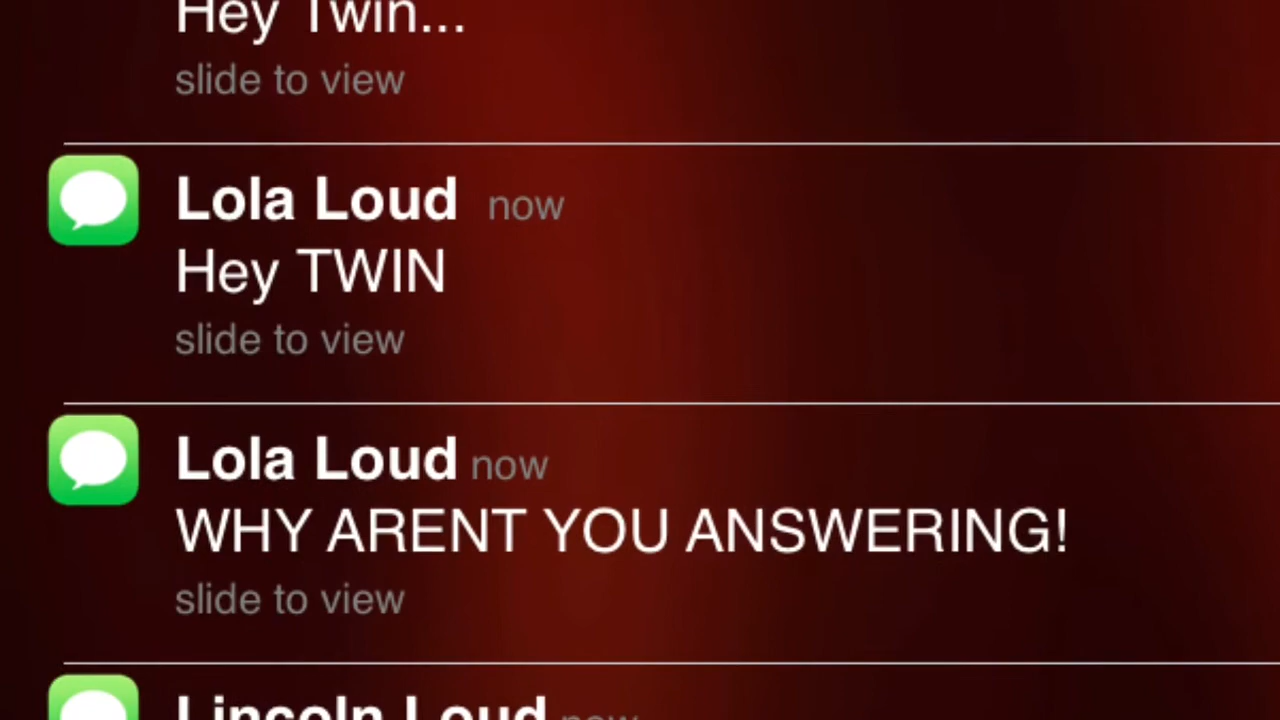 Hey Twin...
slide to view
Lola Loud now
Hey TWIN
slide to view
Lola Loud now
WHY ARENT YOU ANSWERING!
slide to view
Lincoln Loud now